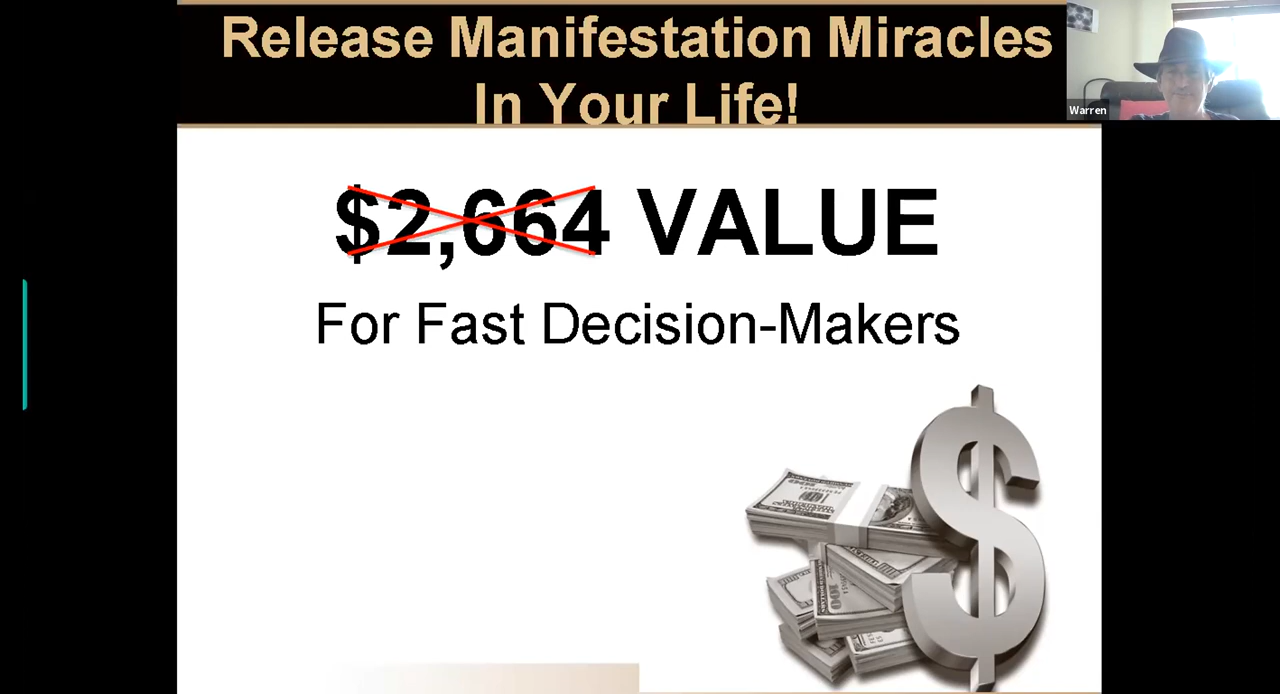 Release Manifestation Miracles
In Your Life!
Warren
$2,664 VALUE
For Fast Decision-Makers